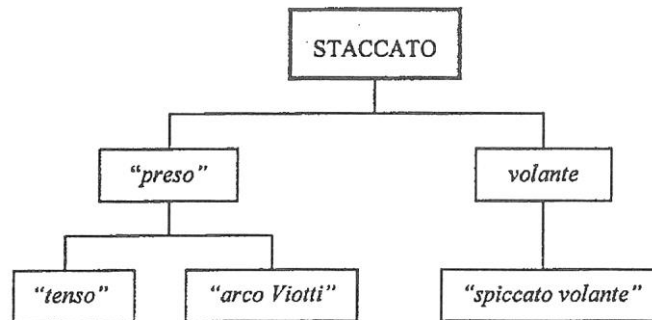 STACCATO
“preso”
volante
“tenso”
“arco Viotti”
“spiccato volante”